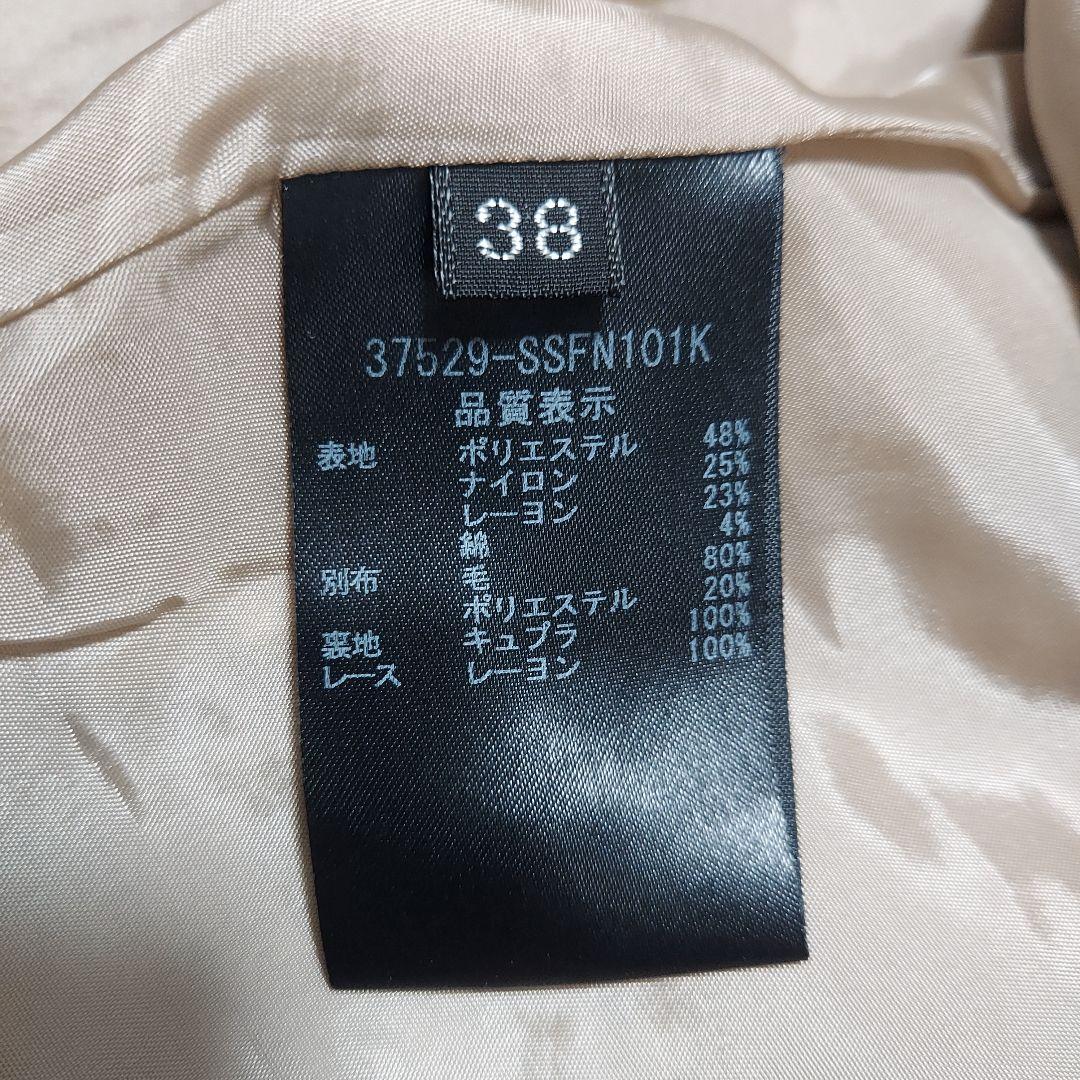 38
37529-SSFN101K
品質表示
表地 ポリエステル 48%
ナイロン 25%
レーヨン 23%
綿 4%
別布 毛 80%
ポリエステル 20%
裏地 キュプラ 100%
レース レーヨン 100%